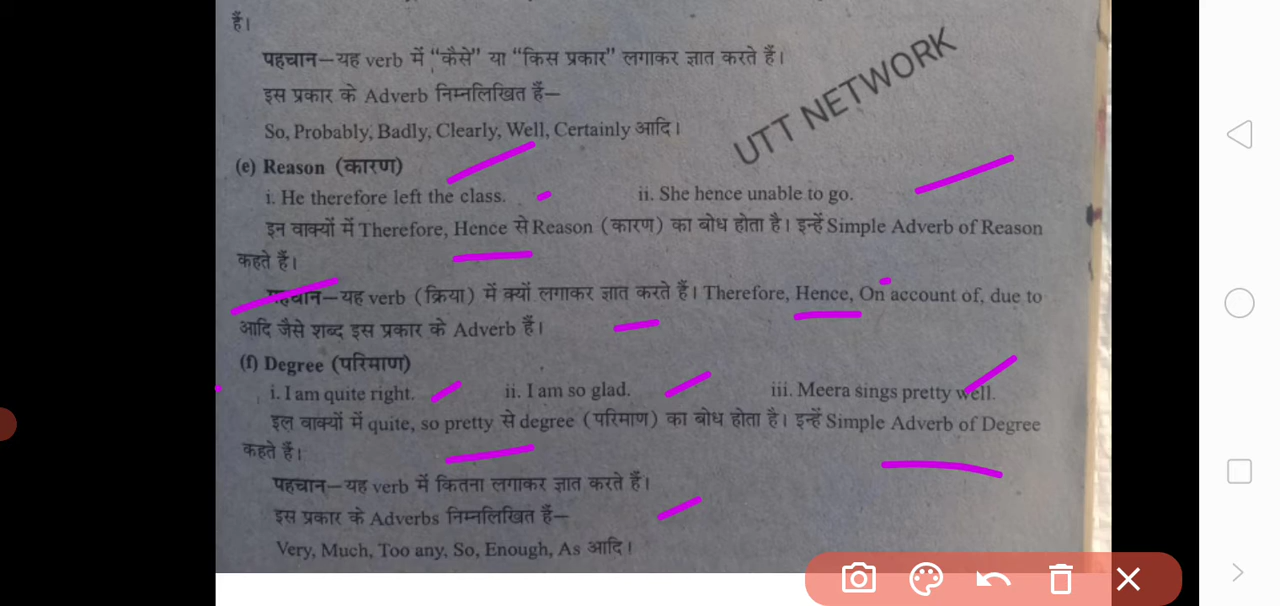 हैं।
पहचान–यह verb में “कैसे” या “किस प्रकार” लगाकर ज्ञात करते हैं।
इस प्रकार के Adverb निम्नलिखित हैं–
So, Probably, Badly, Clearly, Well, Certainly आदि।
UTT NETWORK
(e) Reason (कारण)
i. He therefore left the class. ii. She hence unable to go.
इन वाक्यों में Therefore, Hence से Reason (कारण) का बोध होता है। इन्हें Simple Adverb of Reason
कहते हैं।
पहचान–यह verb (क्रिया) में क्यों लगाकर ज्ञात करते हैं। Therefore, Hence, On account of, due to
आदि जैसे शब्द इस प्रकार के Adverb हैं।
(f) Degree (परिमाण)
i. I am quite right. ii. I am so glad. iii. Meera sings pretty well.
इल वाक्यों में quite, so pretty से degree (परिमाण) का बोध होता है। इन्हें Simple Adverb of Degree
कहते हैं।
पहचान–यह verb में कितना लगाकर ज्ञात करते हैं।
इस प्रकार के Adverbs निम्नलिखित हैं–
Very, Much, Too any, So, Enough, As आदि।